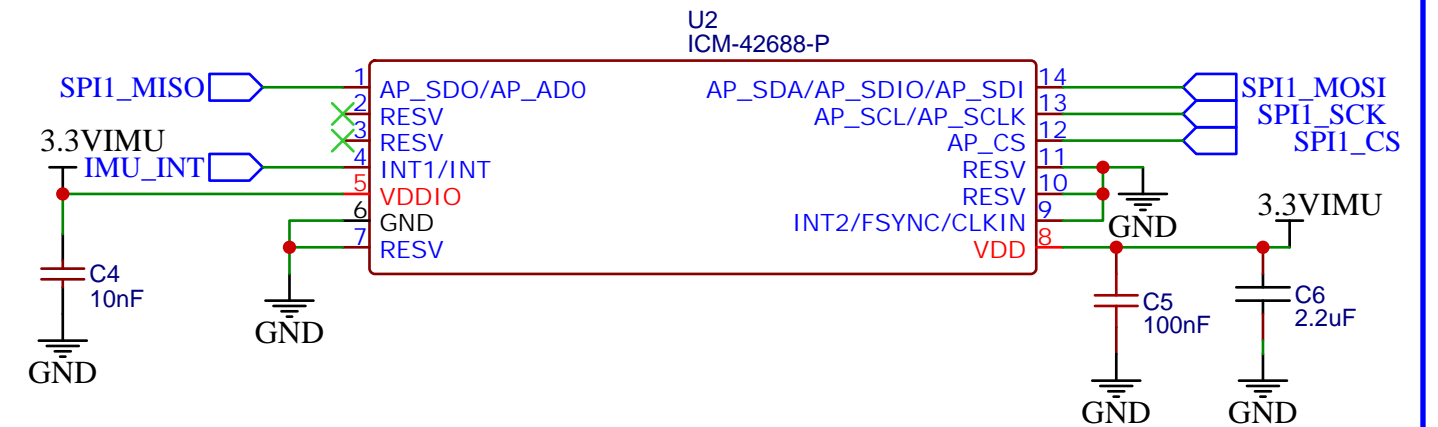 U2
ICM-42688-P
SPI1_MISO
1
AP_SDO/AP_AD0
2
RESV
3
RESV
3.3VIMU
IMU_INT
4
INT1/INT
5
VDDIO
6
GND
7
RESV
C4
10nF
GND
GND
AP_SDA/AP_SDIO/AP_SDI
14
SPI1_MOSI
AP_SCL/AP_SCLK
13
SPI1_SCK
AP_CS
12
SPI1_CS
RESV
11
RESV
10
INT2/FSYNC/CLKIN
9
GND
3.3VIMU
VDD
8
C5
100nF
C6
2.2uF
GND
GND